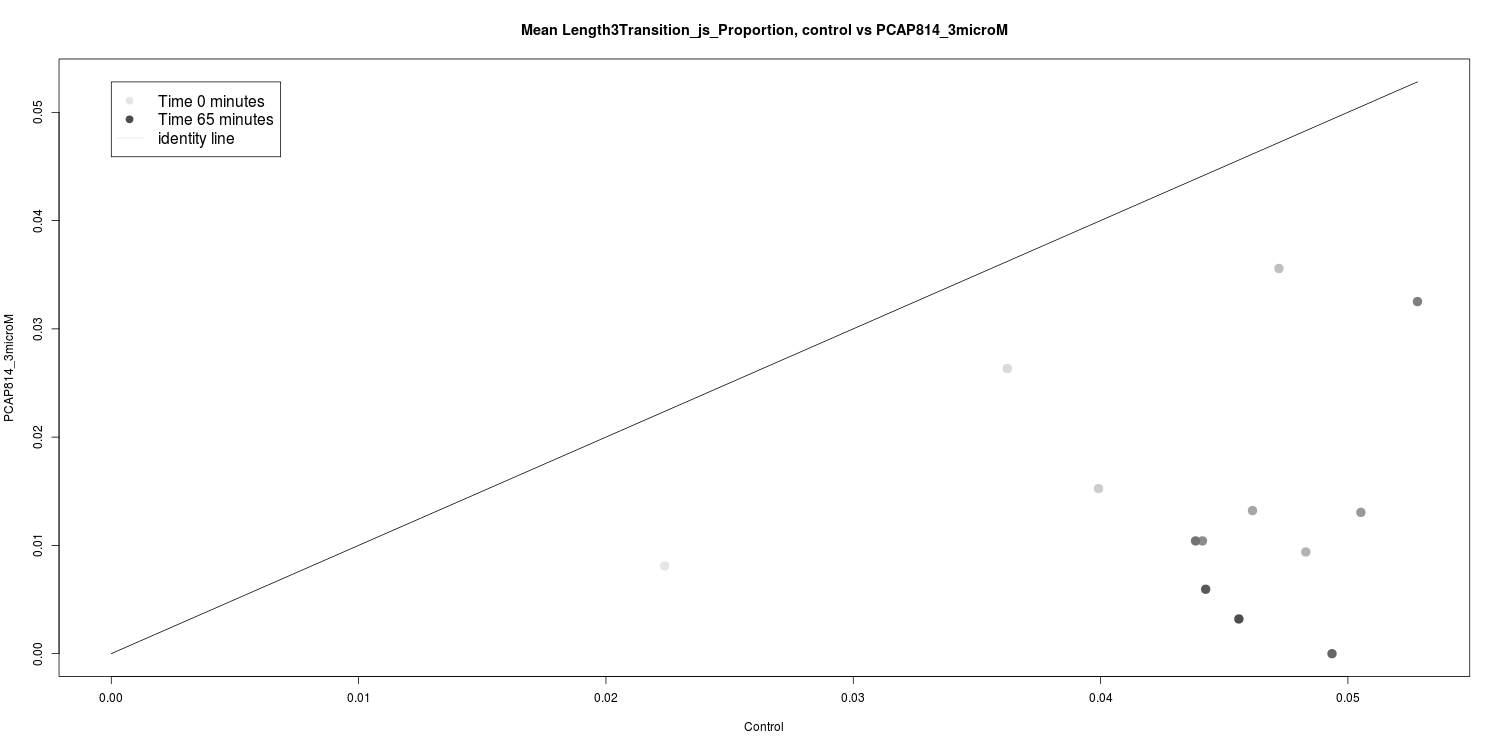 Mean Length3Transition_js_Proportion, control vs PCAP814_3microM
Time 0 minutes
Time 65 minutes
identity line
PCAP814_3microM
0.05
0.04
0.03
0.02
0.01
0.00
0.00 0.01 0.02 0.03 0.04 0.05
Control